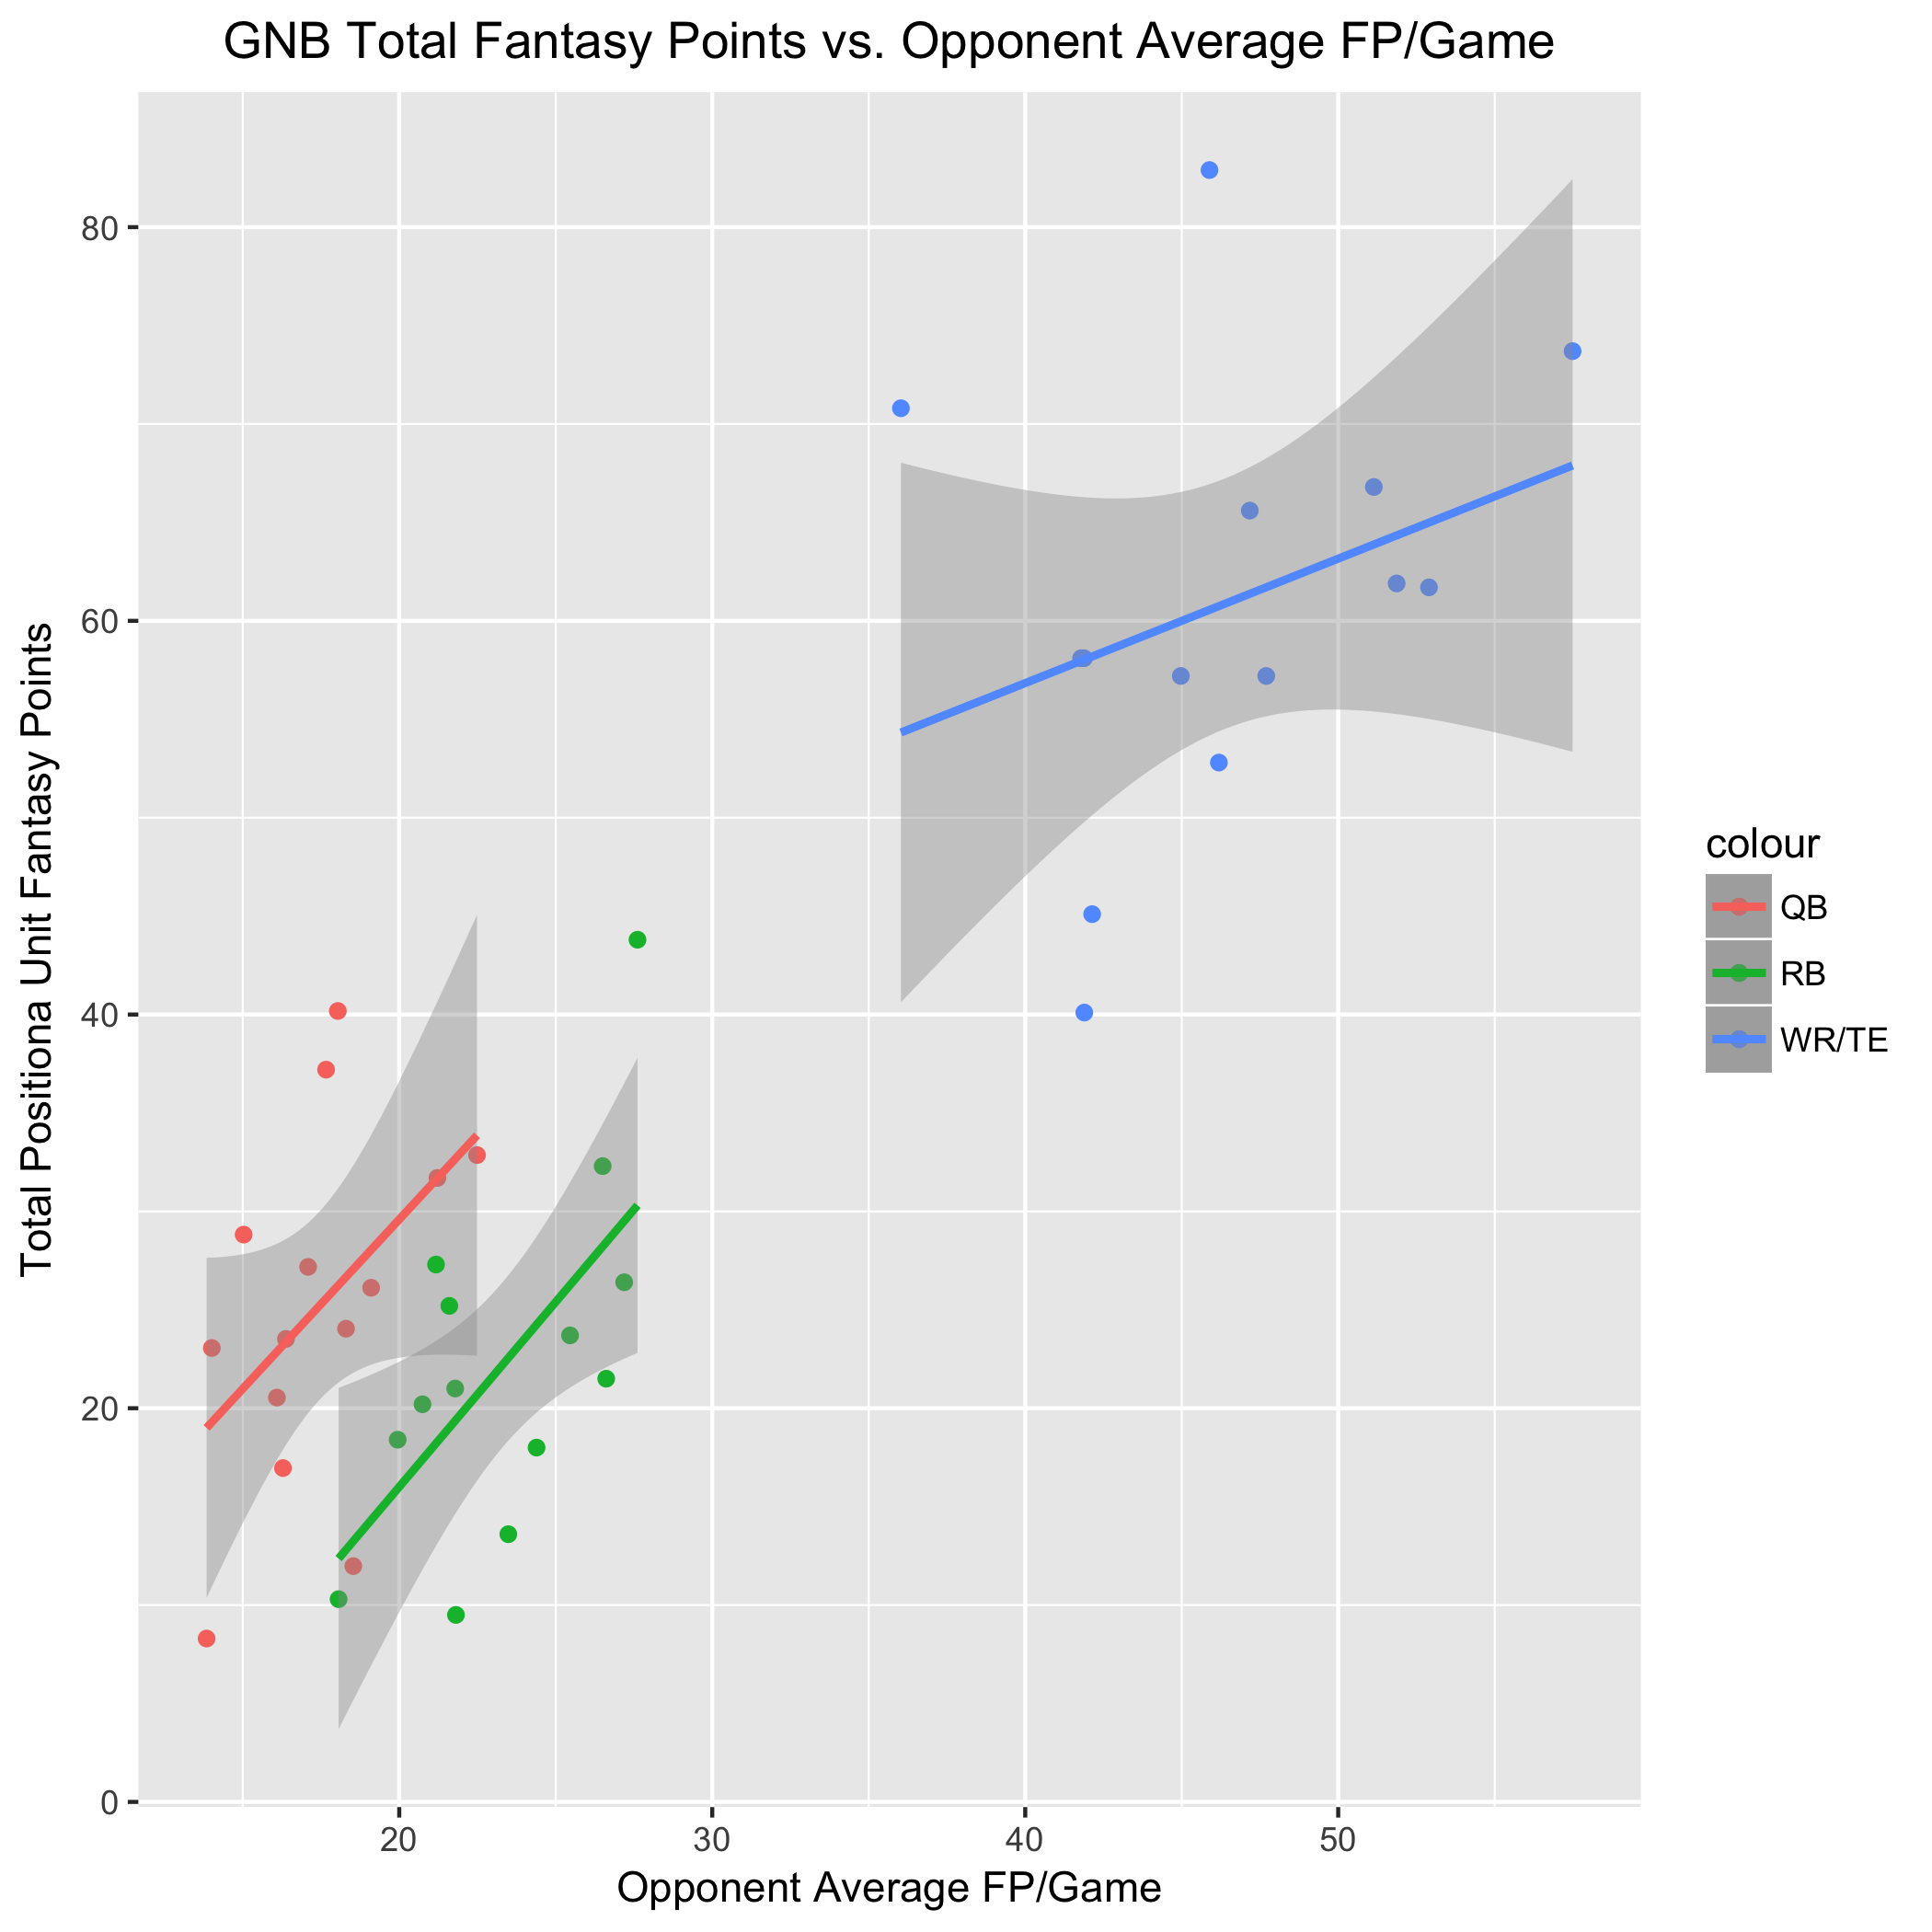 GNB Total Fantasy Points vs. Opponent Average FP/Game
Total Positiona Unit Fantasy Points
80
60
40
20
0
20
30
40
50
Opponent Average FP/Game
colour
QB
RB
WR/TE